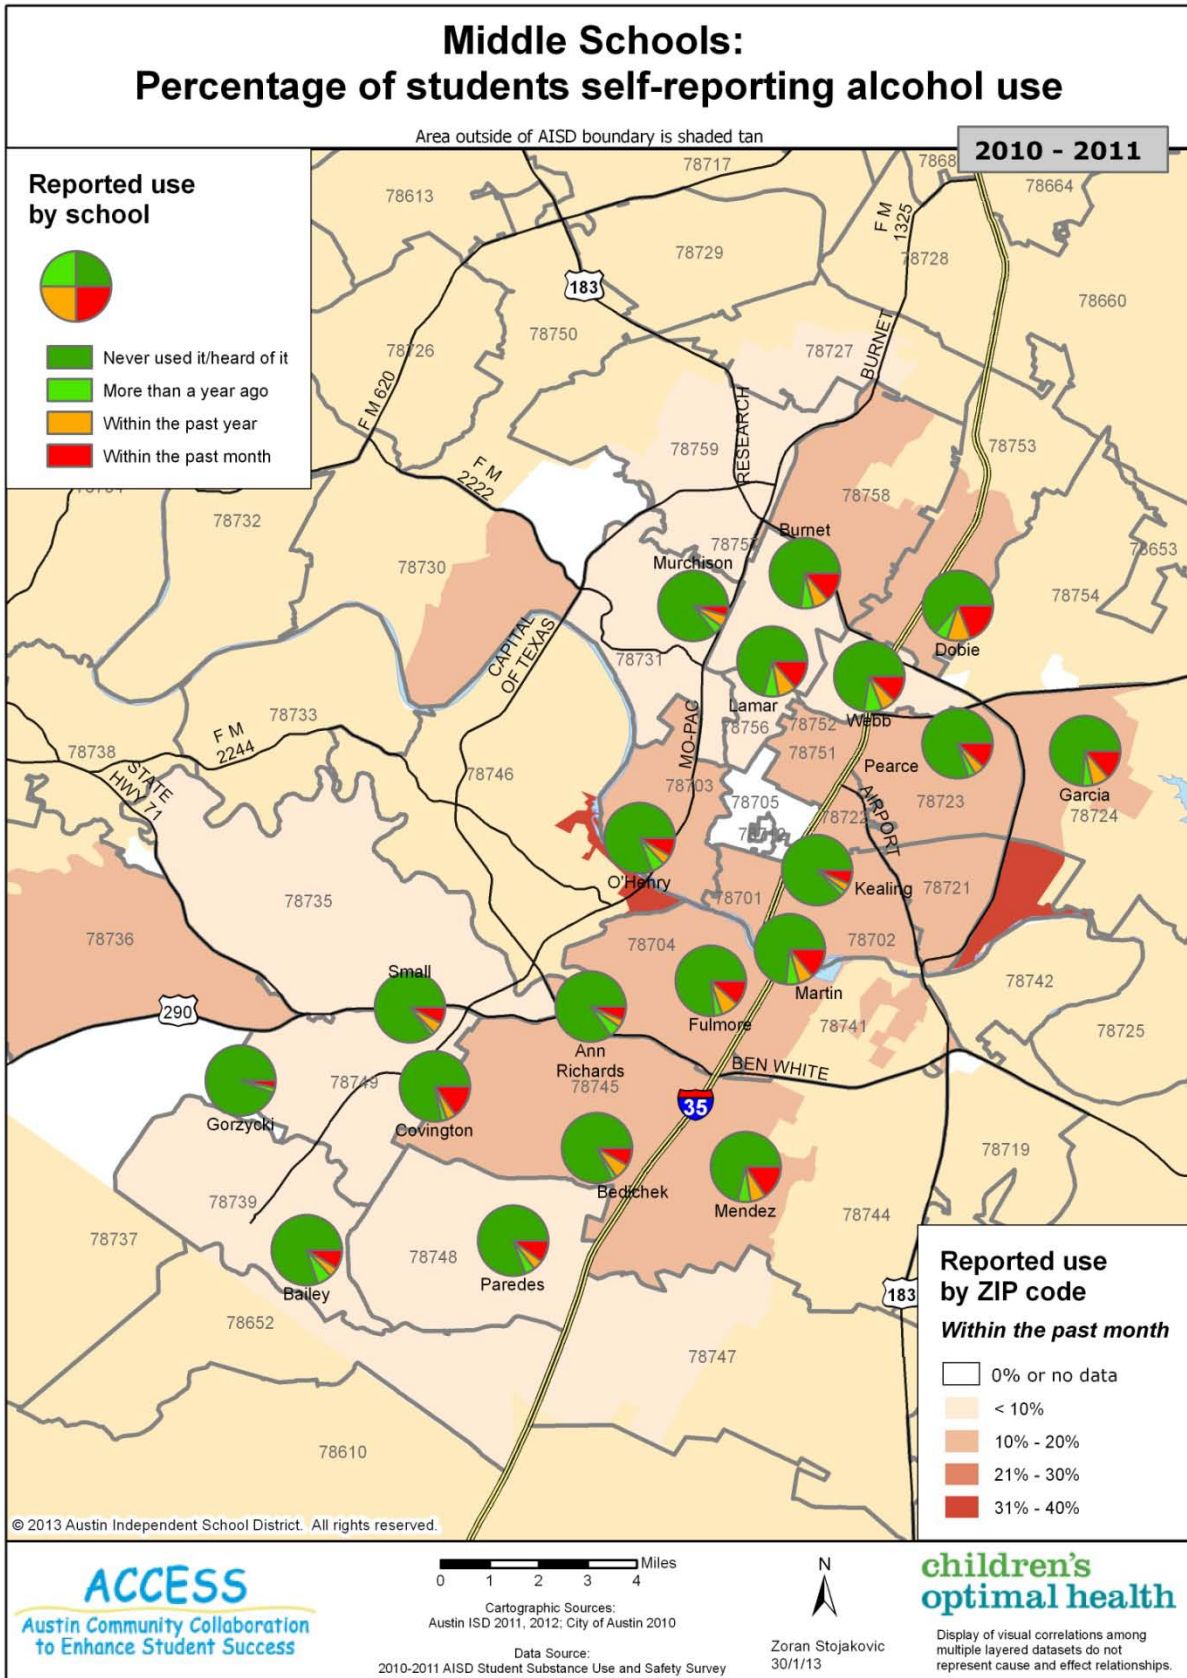 Middle Schools:
Percentage of students self-reporting alcohol use
Area outside of AISD boundary is shaded tan
2010 - 2011
Reported use
by school
Never used it/heard of it
More than a year ago
Within the past year
Within the past month
78717
78664
78613
F M
1325
78729
78728
183
78660
78750
78726
78727
BURNET
F M 620
RESEARCH
78759
78753
F M
2222
78758
78732
Burnet
78757
78653
Murchison
78730
78754
CAPITAL
OF TEXAS
Dobie
78731
Lamar
Webb
78733
F M
2244
78756
78752
MO-PAC
78738
STATE
HWY 71
78746
78751
Pearce
78703
78705
AIRPORT
78723
Garcia
78722
78724
O'Henry
Kealing
78735
78701
78721
78736
78704
78702
Small
78742
Martin
290
Fulmore
78741
78725
Ann
Richards
BEN WHITE
78749
78745
35
Gorzycki
Covington
78719
78739
Bedichek
Mendez
78744
78737
78748
Bailey
Paredes
183
78652
78747
78610
Reported use
by ZIP code
Within the past month
0% or no data
< 10%
10% - 20%
21% - 30%
31% - 40%
© 2013 Austin Independent School District. All rights reserved.
ACCESS
Austin Community Collaboration
to Enhance Student Success
Miles
0 1 2 3 4
Cartographic Sources:
Austin ISD 2011, 2012; City of Austin 2010
Data Source:
2010-2011 AISD Student Substance Use and Safety Survey
N
Zoran Stojakovic
30/1/13
children's
optimal health
Display of visual correlations among
multiple layered datasets do not
represent cause and effect relationships.